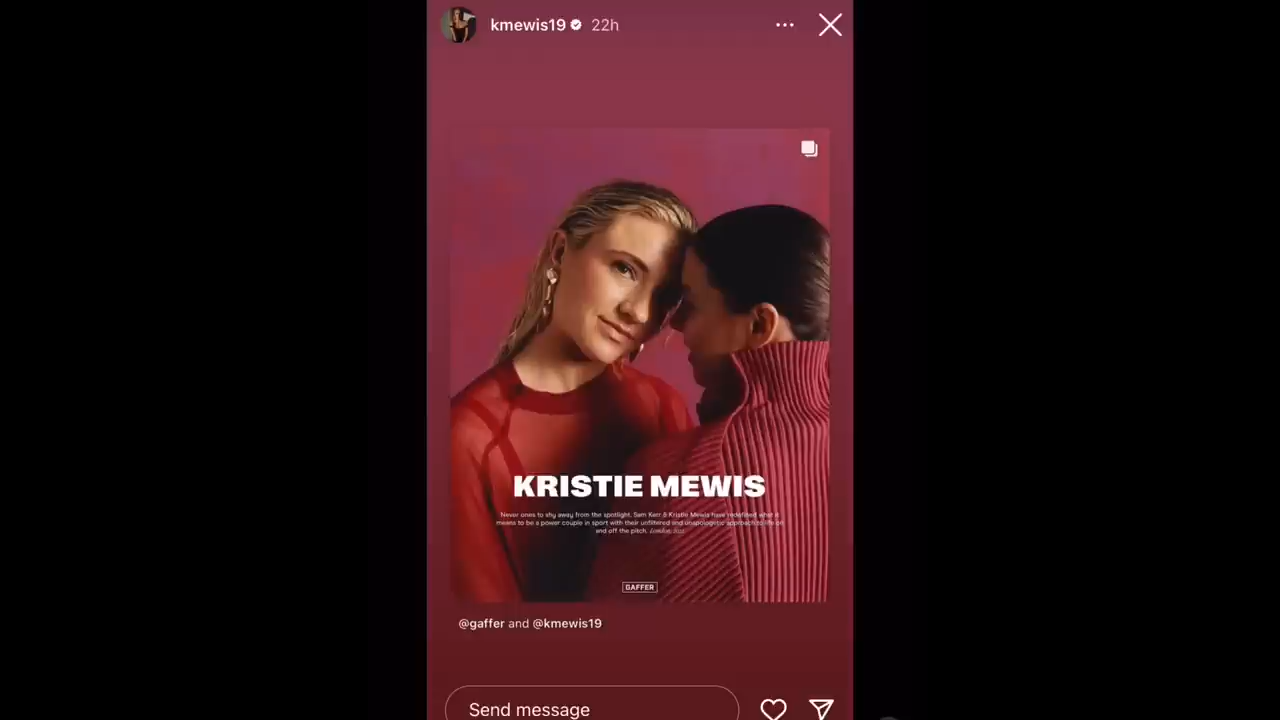 kmewis19 22h
KRISTIE MEWIS
Never ones to shy away from the spotlight. Sam Kerr & Kristie Mewis have redefined what it
means to be a power couple in sport with their unfiltered and unapologetic approach to life on
and off the pitch.
GAFFER
@gaffer and @kmewis19
Send message